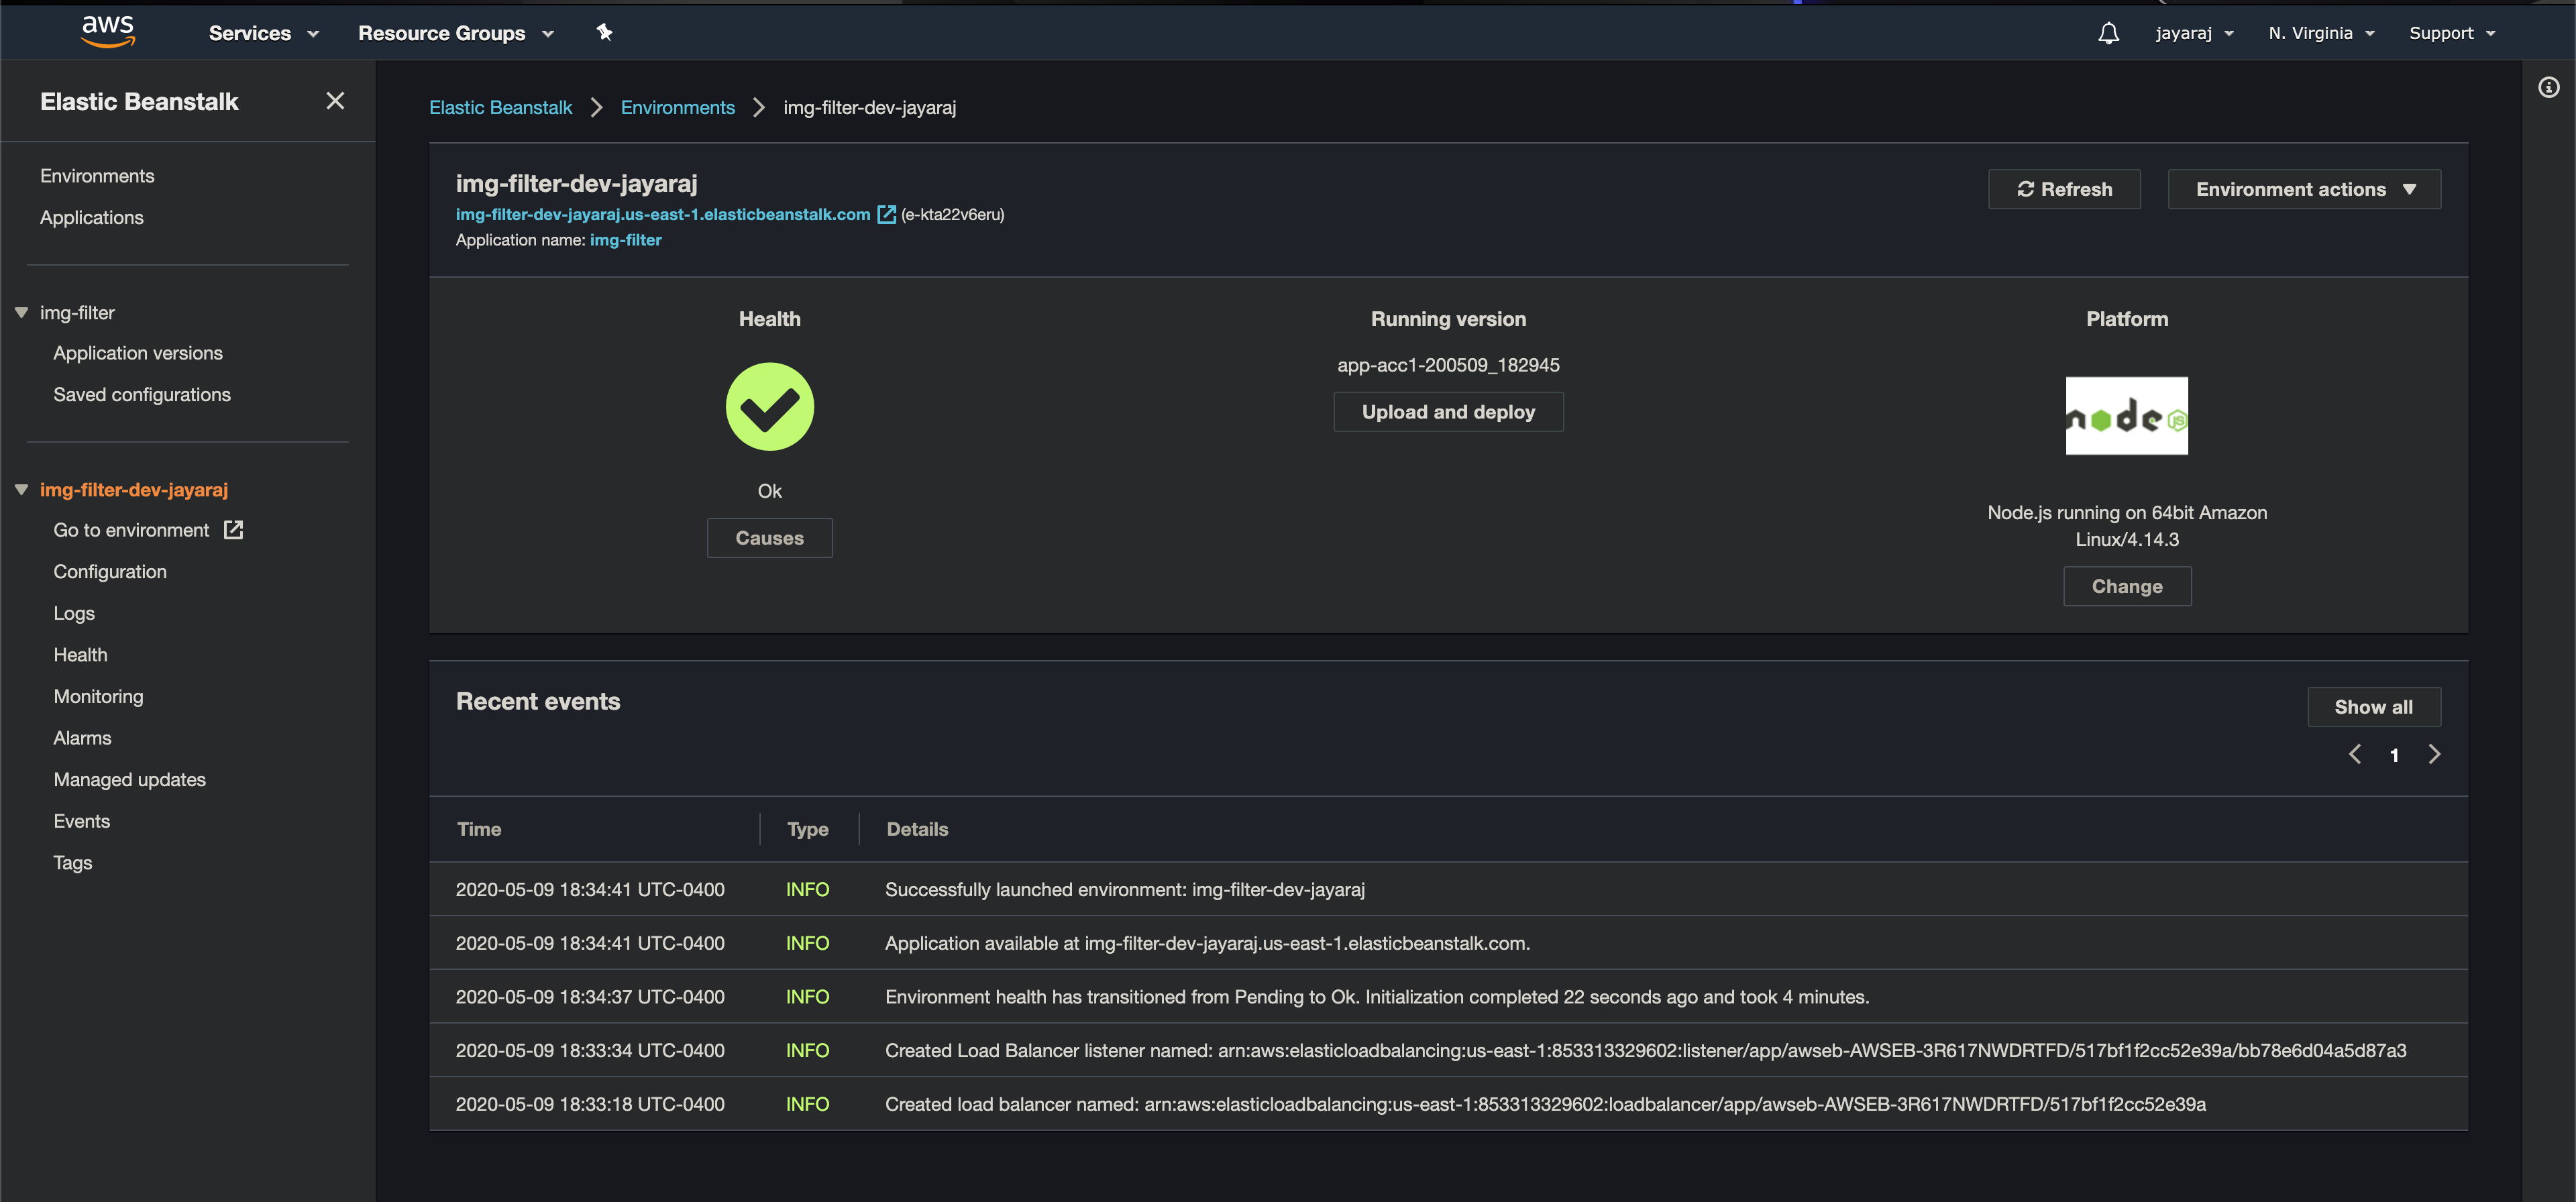 aws
Services
Resource Groups
jayaraj
N. Virginia
Support
Elastic Beanstalk
Environments
Applications
img-filter
Application versions
Saved configurations
img-filter-dev-jayaraj
Go to environment
Configuration
Logs
Health
Monitoring
Alarms
Managed updates
Events
Tags
Elastic Beanstalk > Environments > img-filter-dev-jayaraj
img-filter-dev-jayaraj
img-filter-dev-jayaraj.us-east-1.elasticbeanstalk.com (e-kta22v6eru)
Application name: img-filter
Refresh
Environment actions
Health
Ok
Causes
Running version
app-acc1-200509_182945
Upload and deploy
Platform
node JS
Node.js running on 64bit Amazon
Linux/4.14.3
Change
Recent events
Show all
1
Time Type Details
2020-05-09 18:34:41 UTC-0400 INFO Successfully launched environment: img-filter-dev-jayaraj
2020-05-09 18:34:41 UTC-0400 INFO Application available at img-filter-dev-jayaraj.us-east-1.elasticbeanstalk.com.
2020-05-09 18:34:37 UTC-0400 INFO Environment health has transitioned from Pending to Ok. Initialization completed 22 seconds ago and took 4 minutes.
2020-05-09 18:33:34 UTC-0400 INFO Created Load Balancer listener named: arn:aws:elasticloadbalancing:us-east-1:853313329602:listener/app/awseb-AWSEB-3R617NWDRTFD/517bf1f2cc52e39a/bb78e6d04a5d87a3
2020-05-09 18:33:18 UTC-0400 INFO Created load balancer named: arn:aws:elasticloadbalancing:us-east-1:853313329602:loadbalancer/app/awseb-AWSEB-3R617NWDRTFD/517bf1f2cc52e39a